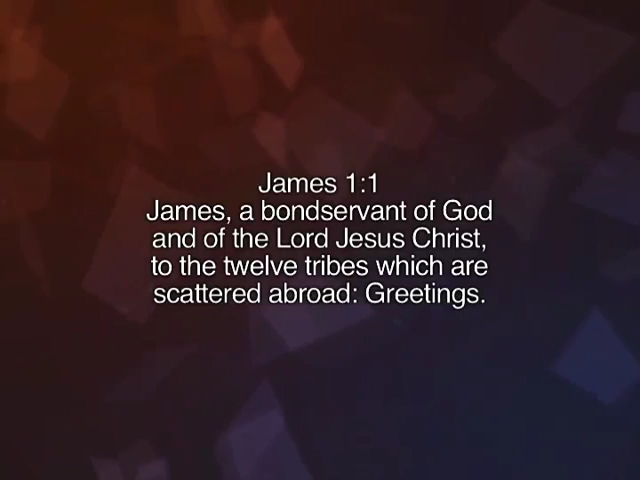 James 1:1
James, a bondservant of God
and of the Lord Jesus Christ,
to the twelve tribes which are
scattered abroad: Greetings.